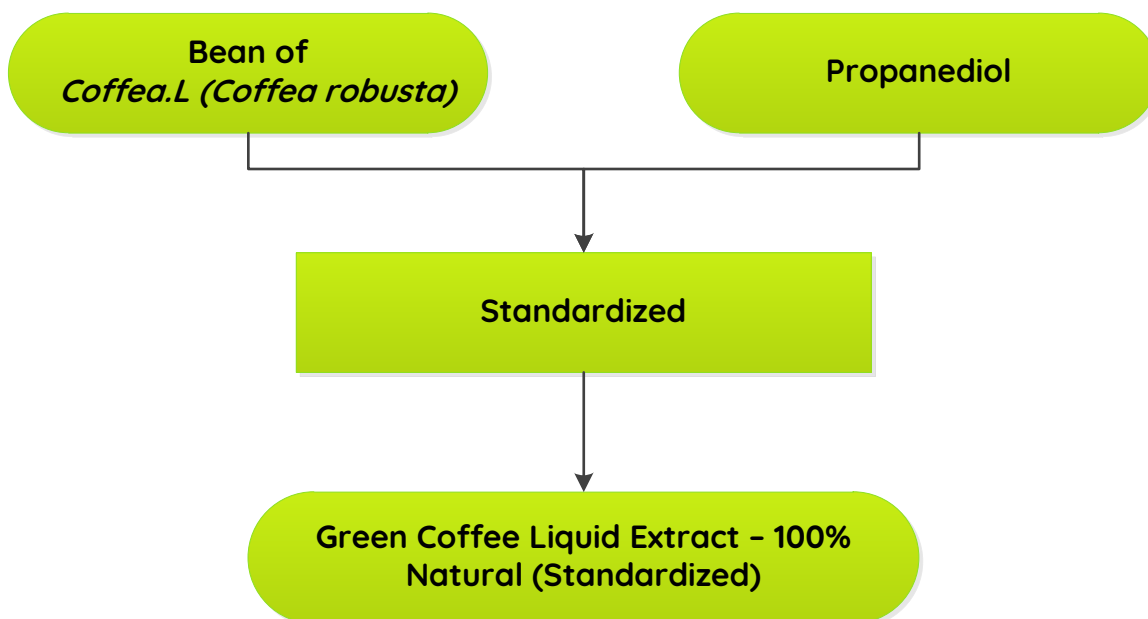 Bean of
Coffea.L (Coffea robusta)
Propanediol
Standardized
Green Coffee Liquid Extract – 100%
Natural (Standardized)